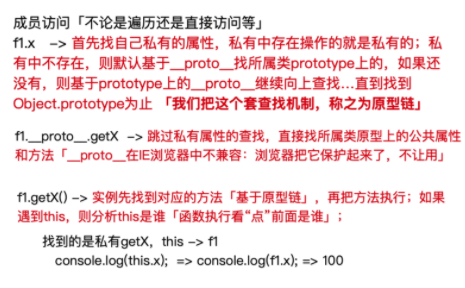 成员访问「不论是遍历还是直接访问等」
f1.x -> 首先找自己私有的属性，私有中存在操作的就是私有的；私
有中不存在，则默认基于__proto__找所属类prototype上的，如果还
没有，则基于prototype上的__proto__继续向上查找...直到找到
Object.prototype为止「我们把这个套查找机制，称之为原型链」
f1.__proto__.getX -> 跳过私有属性的查找，直接找所属类原型上的公共属性
和方法「__proto__在IE浏览器中不兼容：浏览器把它保护起来了，不让用」
f1.getX() -> 实例先找到对应的方法「基于原型链」，再把方法执行；如果
遇到this，则分析this是谁「函数执行看“点”前面是谁」；
找到的是私有getX，this -> f1
console.log(this.x); => console.log(f1.x); => 100